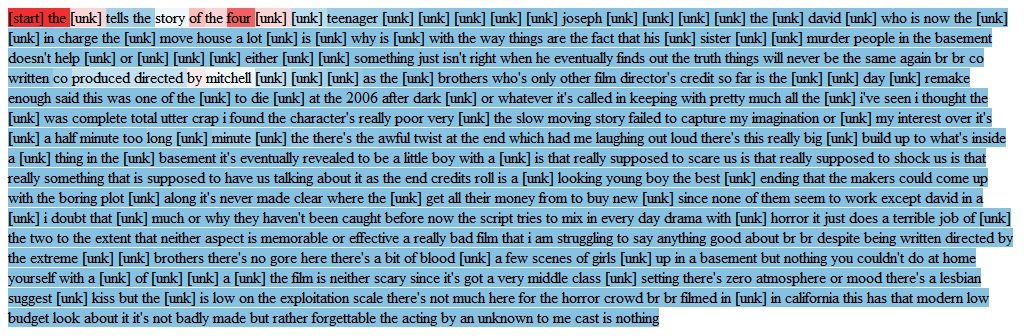 [start] the [unk] tells the story of the four [unk] [unk] teenager [unk] [unk] [unk] [unk] [unk] joseph [unk] [unk] [unk] [unk] the [unk] david [unk] who is now the [unk]
[unk] in charge the [unk] move house a lot [unk] is [unk] why is [unk] with the way things are the fact that his [unk] sister [unk] [unk] murder people in the basement
doesn't help [unk] or [unk] [unk] [unk] either [unk] [unk] something just isn't right when he eventually finds out the truth things will never be the same again br br co
written co produced directed by mitchell [unk] [unk] [unk] as the [unk] brothers who's only other film director's credit so far is the [unk] [unk] day [unk] remake
enough said this was one of the [unk] to die [unk] at the 2006 after dark [unk] or whatever it's called in keeping with pretty much all the [unk] i've seen i thought the
[unk] was complete total utter crap i found the character's really poor very [unk] the slow moving story failed to capture my imagination or [unk] my interest over it's
[unk] a half minute too long [unk] minute [unk] the there's the awful twist at the end which had me laughing out loud there's this really big [unk] build up to what's inside
a [unk] thing in the [unk] basement it's eventually revealed to be a little boy with a [unk] is that really supposed to scare us is that really supposed to shock us is that
really something that is supposed to have us talking about it as the end credits roll is a [unk] looking young boy the best [unk] ending that the makers could come up
with the boring plot [unk] along it's never made clear where the [unk] get all their money from to buy new [unk] since none of them seem to work except david in a
[unk] i doubt that [unk] much or why they haven't been caught before now the script tries to mix in every day drama with [unk] horror it just does a terrible job of [unk]
the two to the extent that neither aspect is memorable or effective a really bad film that i am struggling to say anything good about br br despite being written directed by
the extreme [unk] [unk] brothers there's no gore here there's a bit of blood [unk] a few scenes of girls [unk] up in a basement but nothing you couldn't do at home
yourself with a [unk] of [unk] [unk] a [unk] the film is neither scary since it's got a very middle class [unk] setting there's zero atmosphere or mood there's a lesbian
suggest [unk] kiss but the [unk] is low on the exploitation scale there's not much here for the horror crowd br br filmed in [unk] in california this has that modern low
budget look about it it's not badly made but rather forgettable the acting by an unknown to me cast is nothing